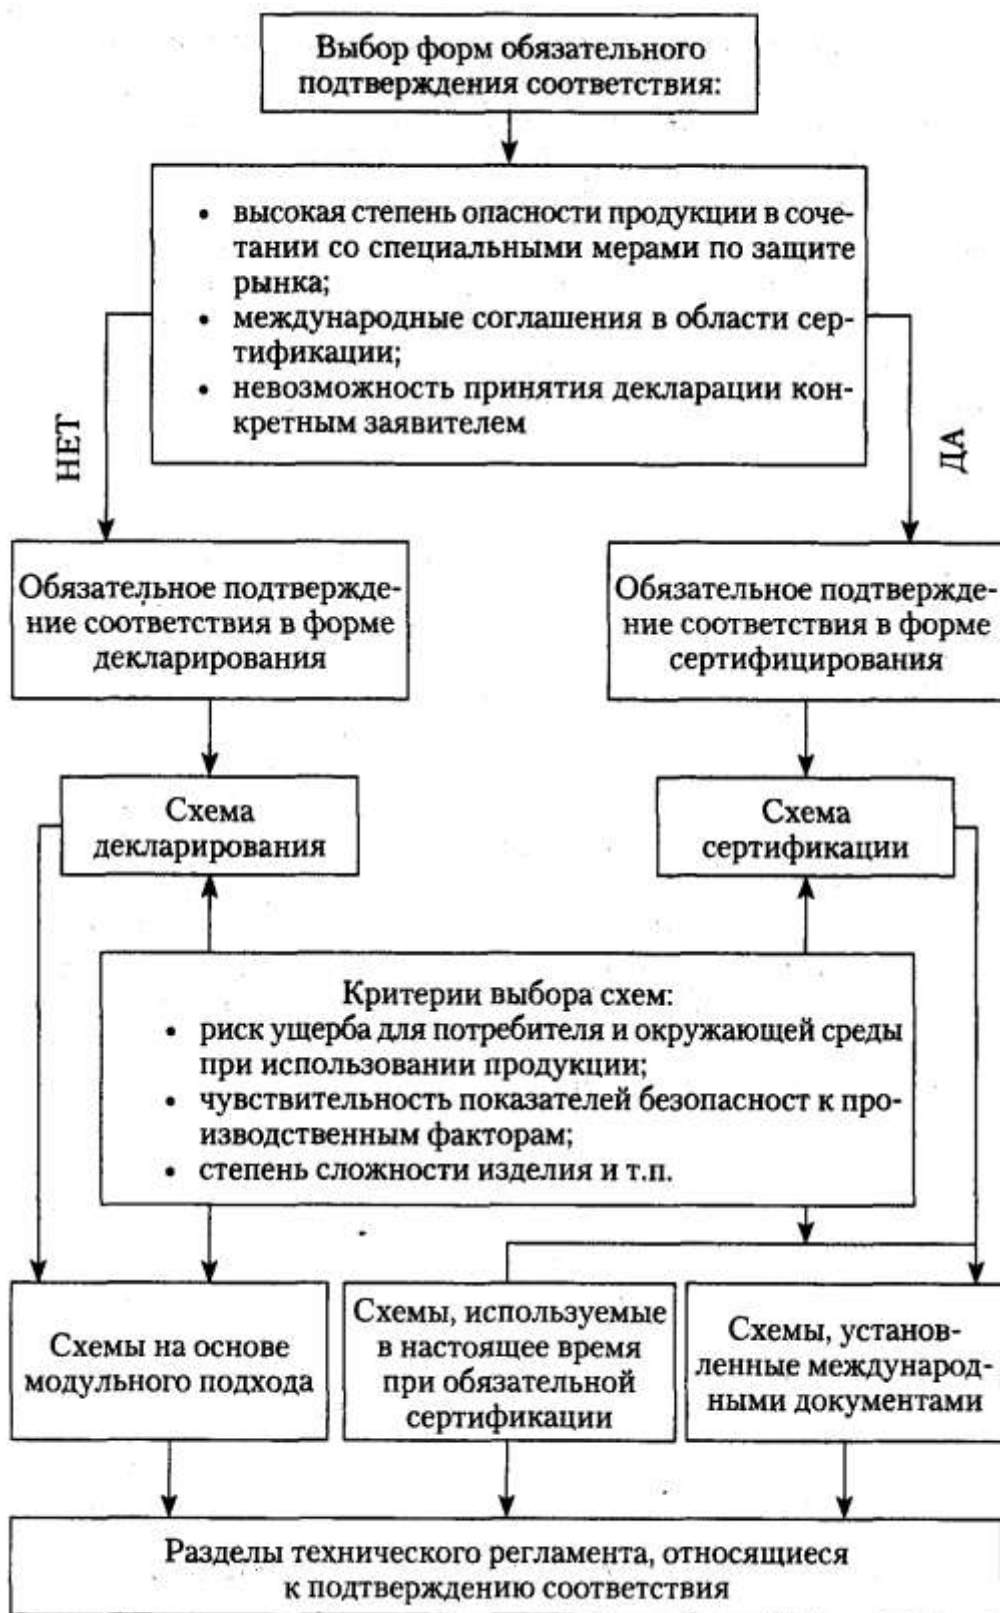 Выбор форм обязательного
подтверждения соответствия:
• высокая степень опасности продукции в соче-
тании со специальными мерами по защите
рынка;
• международные соглашения в области сер-
тификации;
• невозможность принятия декларации кон-
кретным заявителем
НЕТ
ДА
Обязательное подтвержде-
ние соответствия в форме
декларирования
Обязательное подтвержде-
ние соответствия в форме
сертифицирования
Схема
декларирования
Схема
сертификации
Критерии выбора схем:
• риск ущерба для потребителя и окружающей среды
при использовании продукции;
• чувствительность показателей безопасност к про-
изводственным факторам;
• степень сложности изделия и т.п.
Схемы на основе
модульного подхода
Схемы, используемые
в настоящее время
при обязательной
сертификации
Схемы, установ-
ленные международ-
ными документами
Разделы технического регламента, относящиеся
к подтверждению соответствия